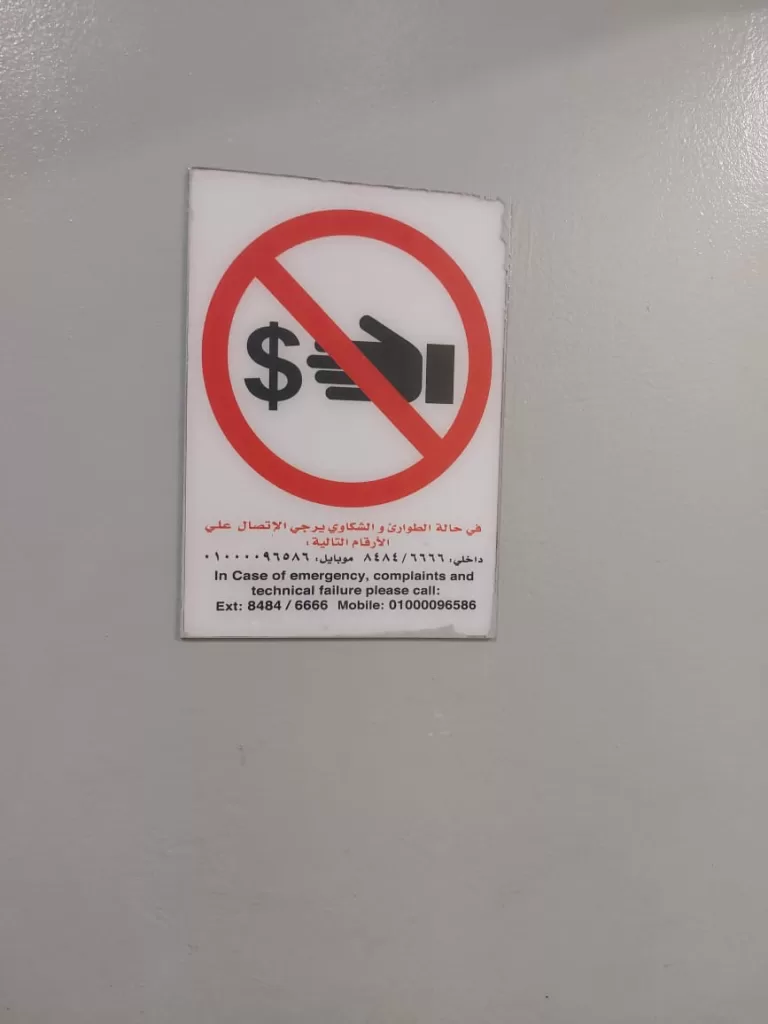 $
في حالة الطوارئ و الشكاوي يرجي الإتصال علي
الأرقام التالية :
داخلي: ٨٤٨٤/٦٦٦٦ موبايل: ٠١٠٠٠٠٩٦٥٨٦
In Case of emergency, complaints and
technical failure please call:
Ext: 8484 / 6666 Mobile: 01000096586